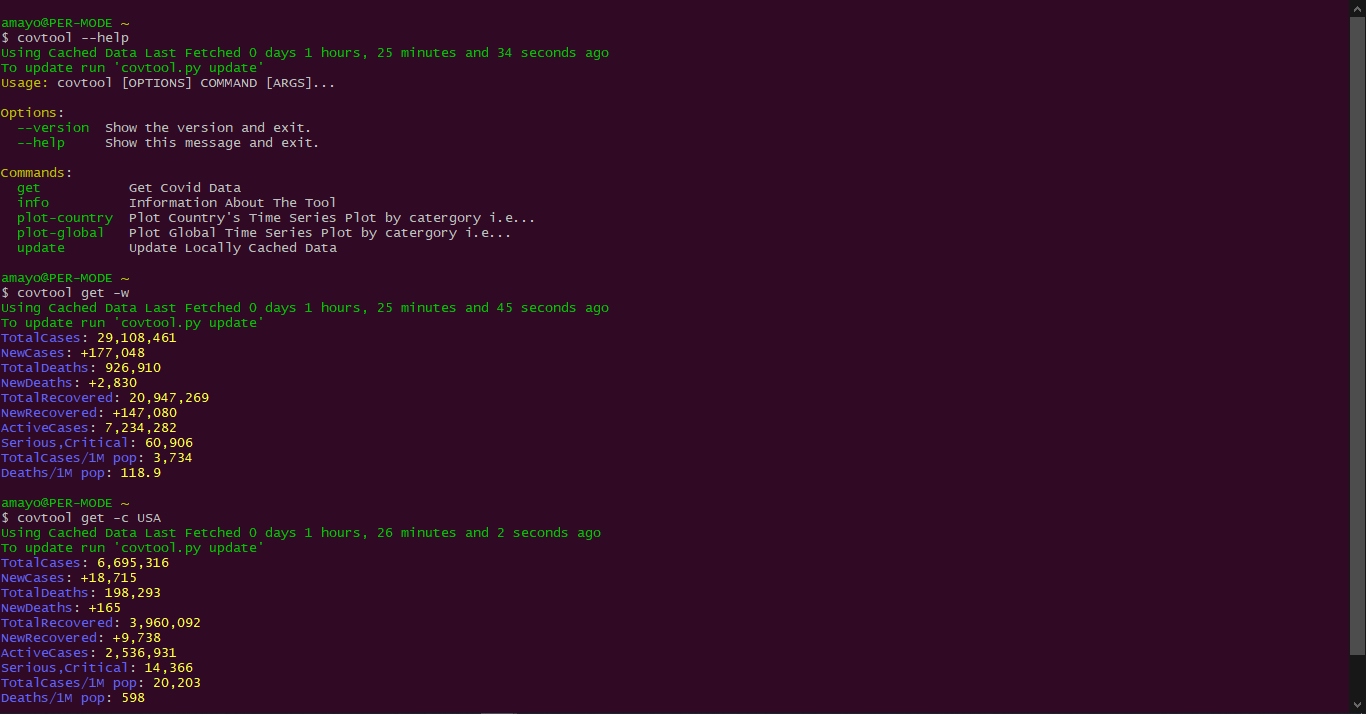 amayo@PER-MODE ~
$ covtool --help
Using Cached Data Last Fetched 0 days 1 hours, 25 minutes and 34 seconds ago
To update run 'covtool.py update'
Usage: covtool [OPTIONS] COMMAND [ARGS]...
Options:
--version  Show the version and exit.
--help     Show this message and exit.
Commands:
get           Get Covid Data
info          Information About The Tool
plot-country  Plot Country's Time Series Plot by catergory i.e...
plot-global   Plot Global Time Series Plot by catergory i.e...
update        Update Locally Cached Data
amayo@PER-MODE ~
$ covtool get -w
Using Cached Data Last Fetched 0 days 1 hours, 25 minutes and 45 seconds ago
To update run 'covtool.py update'
TotalCases: 29,108,461
NewCases: +177,048
TotalDeaths: 926,910
NewDeaths: +2,830
TotalRecovered: 20,947,269
NewRecovered: +147,080
ActiveCases: 7,234,282
Serious,Critical: 60,906
TotalCases/1M pop: 3,734
Deaths/1M pop: 118.9
amayo@PER-MODE ~
$ covtool get -c USA
Using Cached Data Last Fetched 0 days 1 hours, 26 minutes and 2 seconds ago
To update run 'covtool.py update'
TotalCases: 6,695,316
NewCases: +18,715
TotalDeaths: 198,293
NewDeaths: +165
TotalRecovered: 3,960,092
NewRecovered: +9,738
ActiveCases: 2,536,931
Serious,Critical: 14,366
TotalCases/1M pop: 20,203
Deaths/1M pop: 598